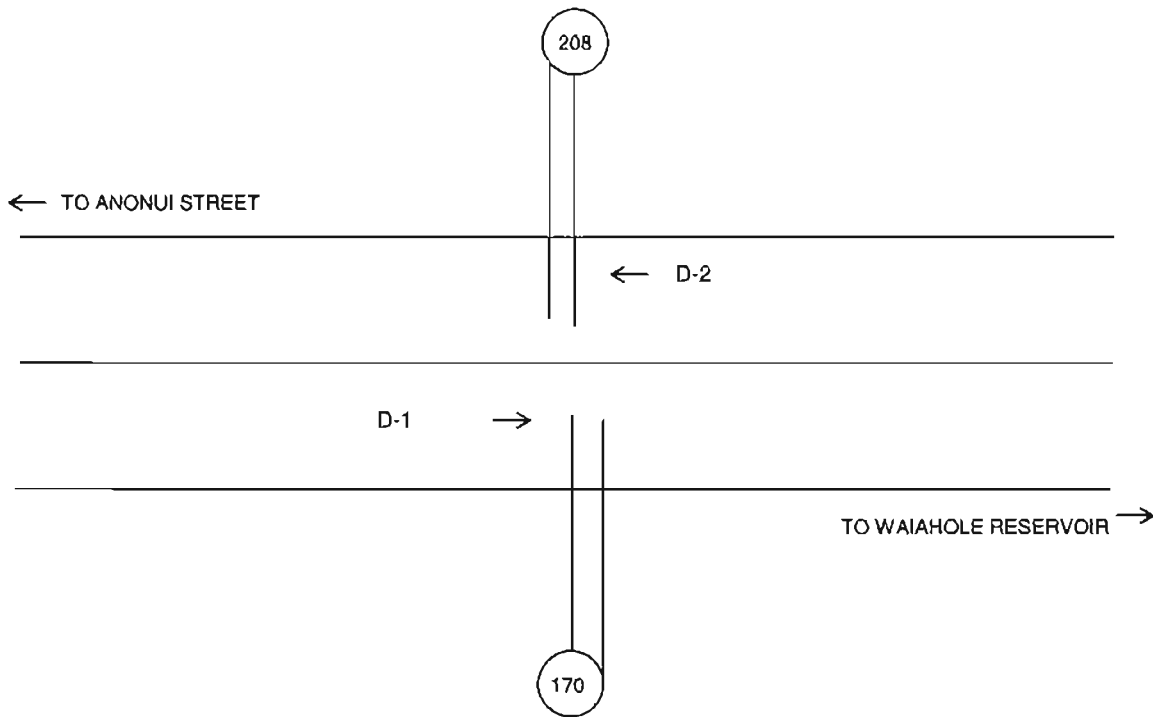 208
← TO ANONUI STREET
← D-2
D-1 →
TO WAIAHOLE RESERVOIR →
170